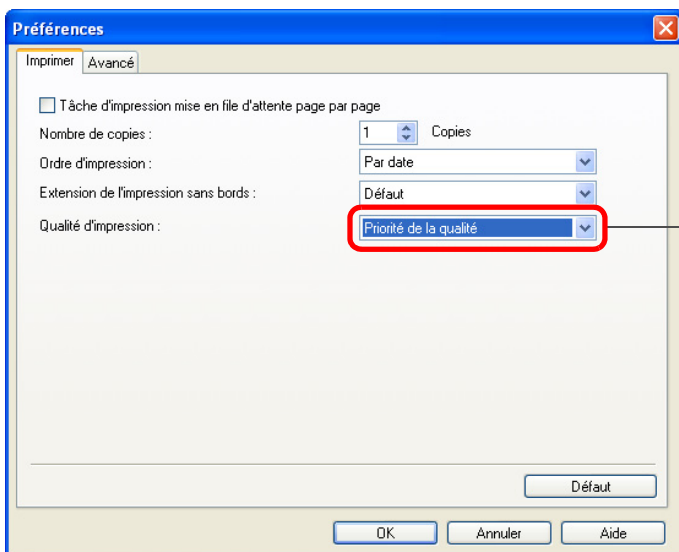 Préférences
Imprimer Avancé
Tâche d'impression mise en file d'attente page par page
Nombre de copies : 1 Copies
Ordre d'impression : Par date
Extension de l'impression sans bords : Défaut
Qualité d'impression : Priorité de la qualité
Défaut
OK Annuler Aide